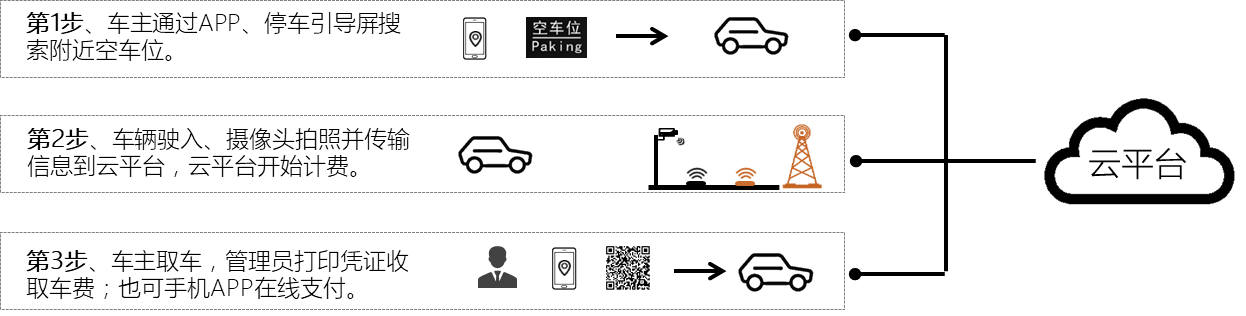 第1步、车主通过APP、停车引导屏搜
索附近空车位。
空车位
Paking
第2步、车辆驶入、摄像头拍照并传输
信息到云平台，云平台开始计费。
云平台
第3步、车主取车，管理员打印凭证收
取车费；也可手机APP在线支付。